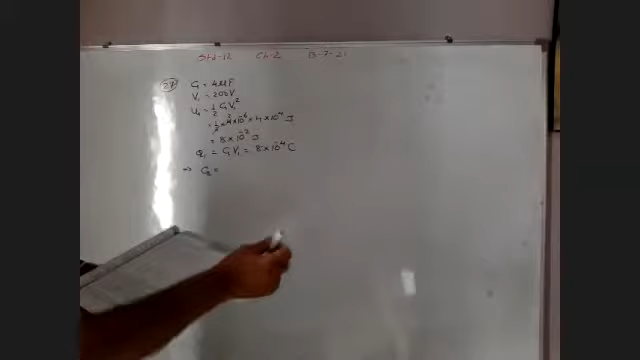 Std-12 Ch-2 13-7-21
27 C₁ = 4μF
V₁ = 200V
U₁ = 1/2 C₁V₁²
= 1/2 × 4 × 10⁻⁶ × 4 × 10⁴ J
= 8 × 10⁻² J
Q₁ = C₁V₁ = 8 × 10⁻⁴ C
⇒ C₂ =